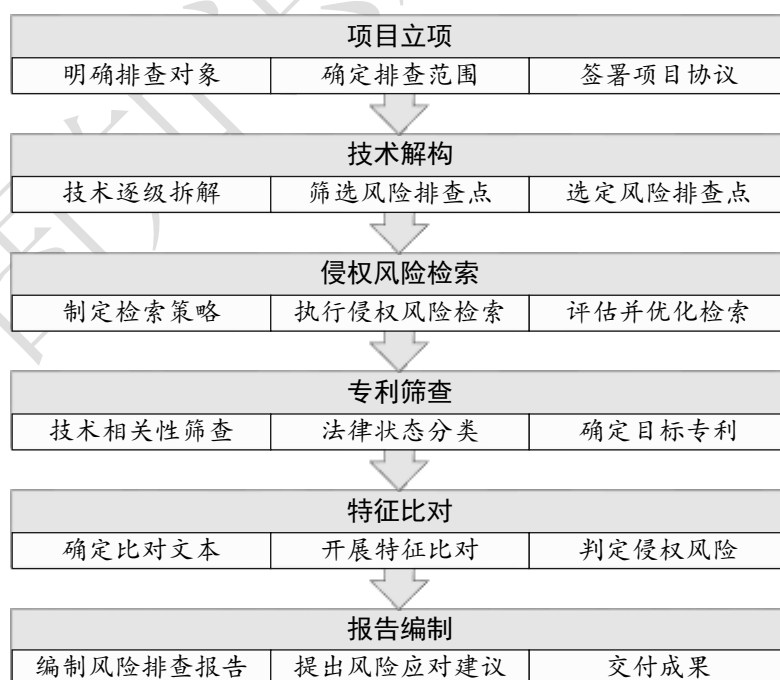 项目立项
明确排查对象 确定排查范围 签署项目协议
技术解构
技术逐级拆解 筛选风险排查点 选定风险排查点
侵权风险检索
制定检索策略 执行侵权风险检索 评估并优化检索
专利筛查
技术相关性筛查 法律状态分类 确定目标专利
特征比对
确定比对文本 开展特征比对 判定侵权风险
报告编制
编制风险排查报告 提出风险应对建议 交付成果